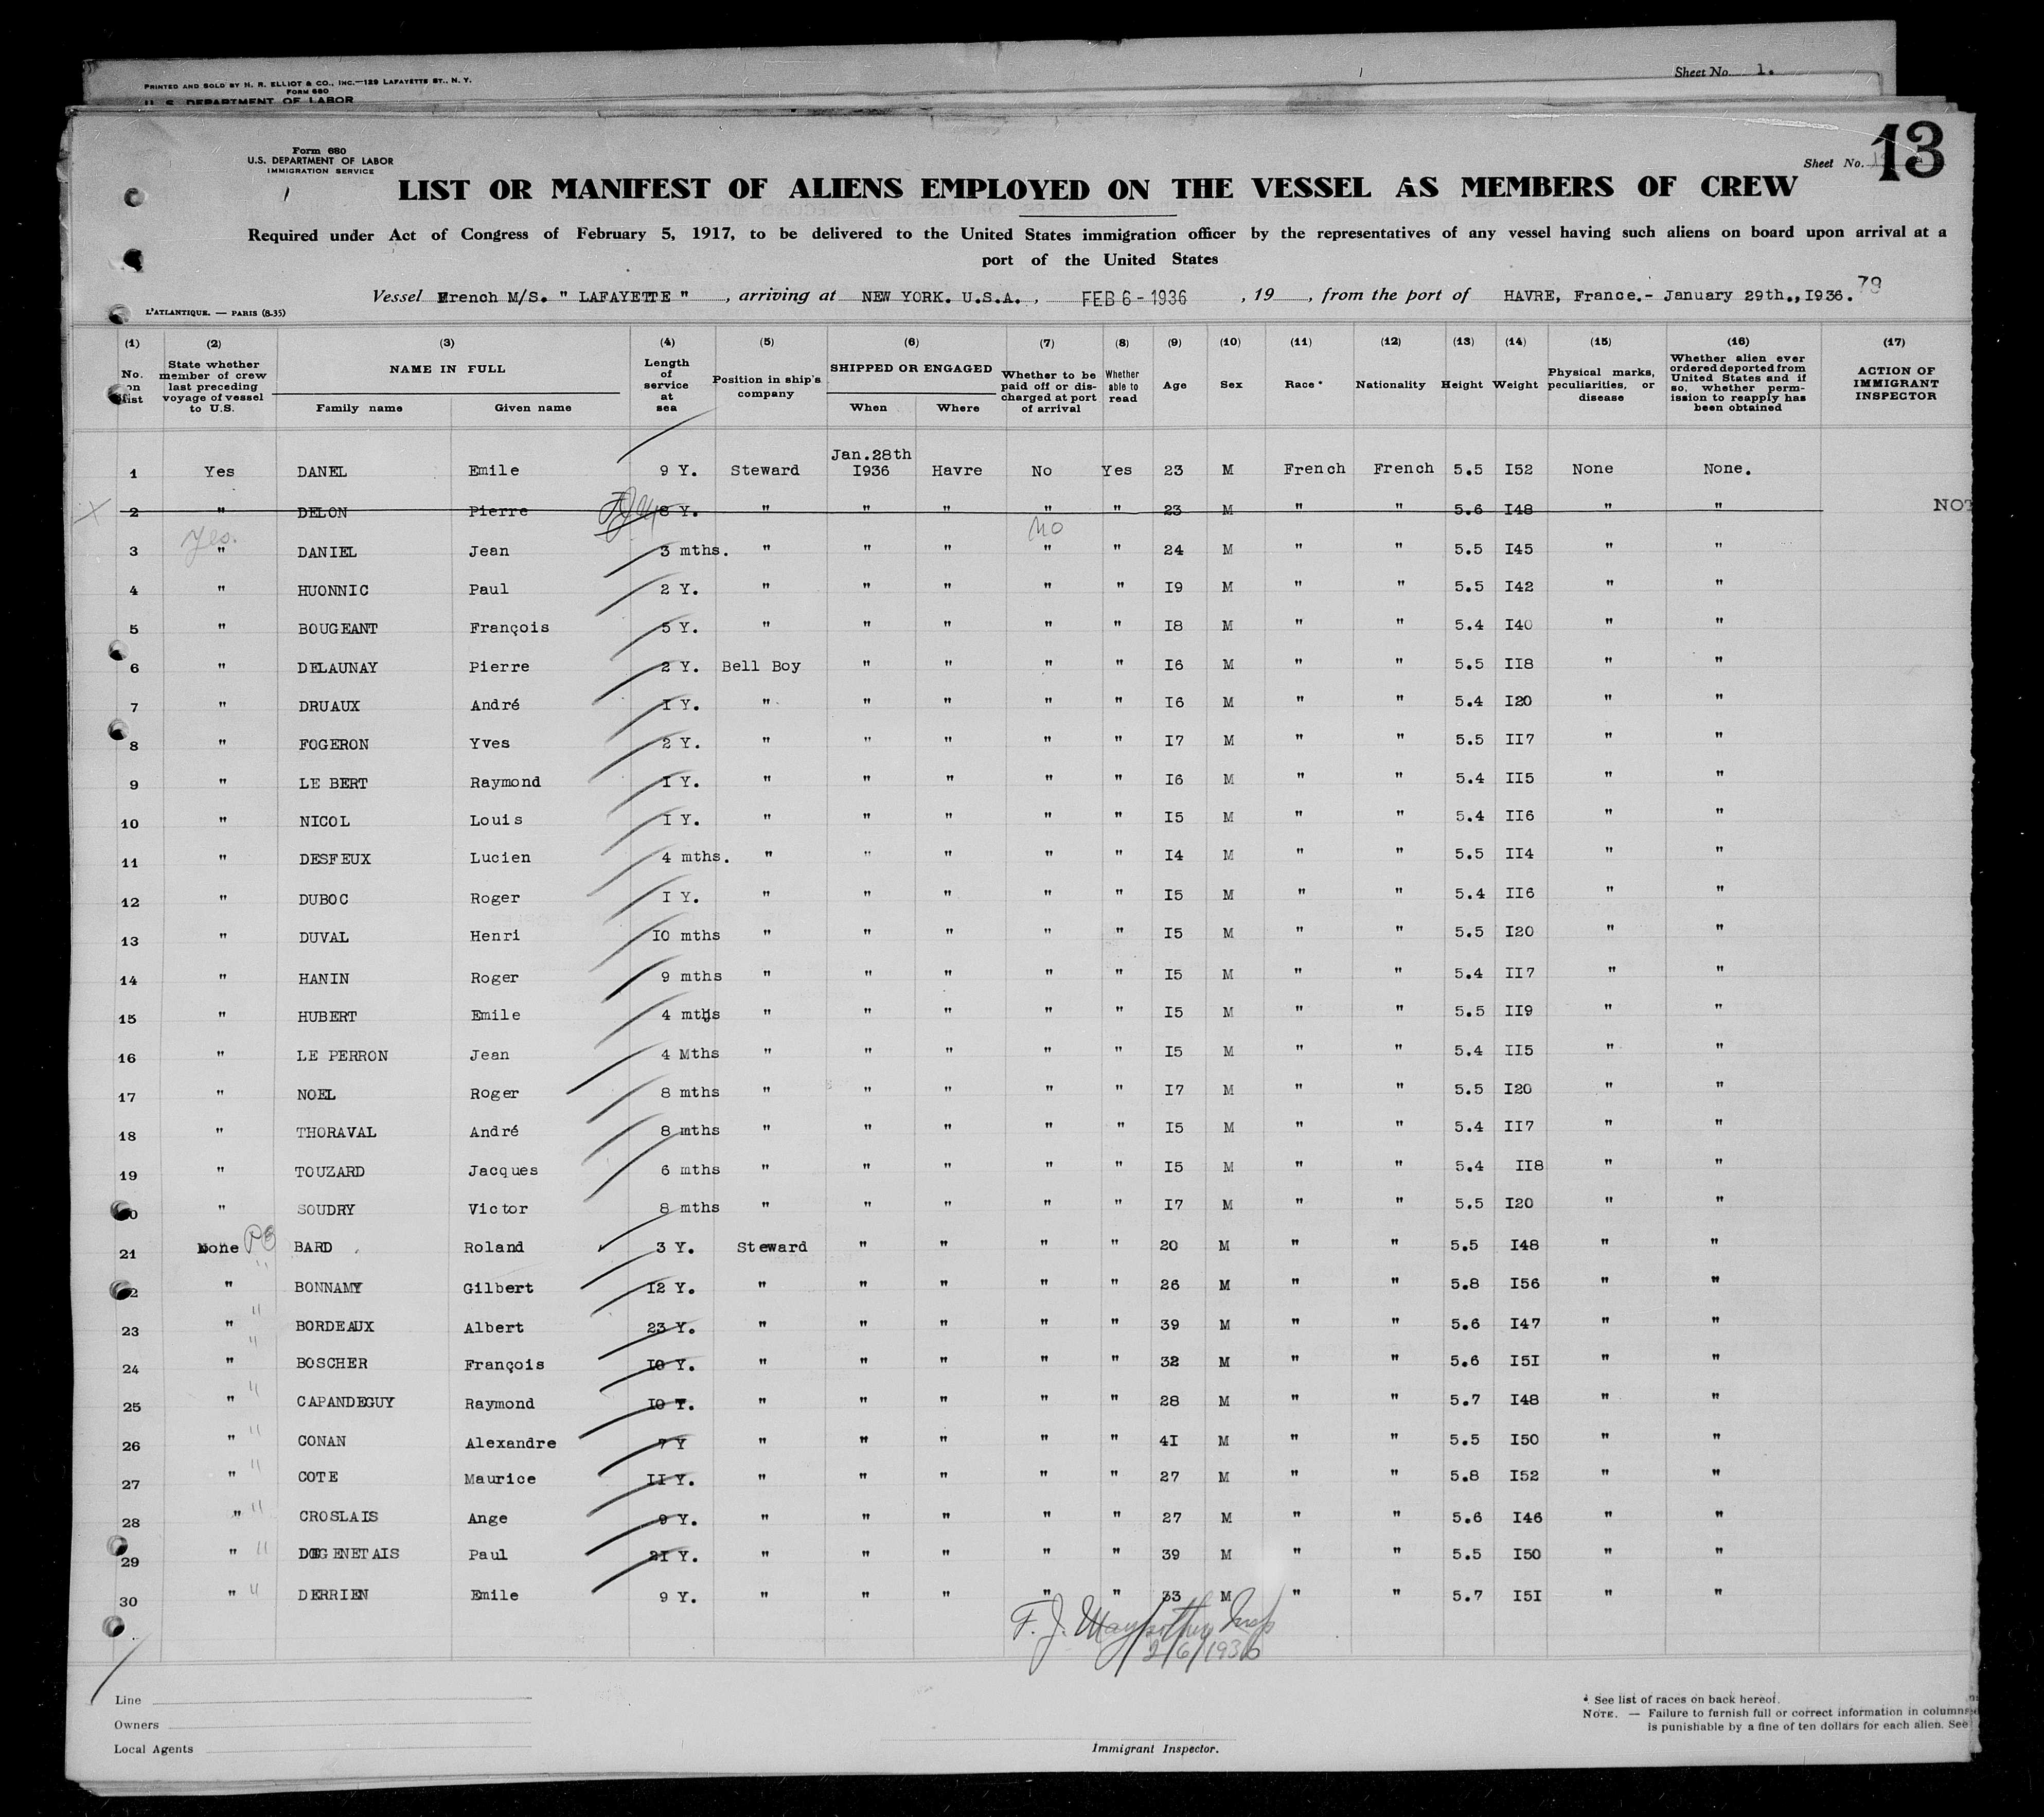 PRINTED AND SOLD BY H. R. ELLIOT & CO., INC.—129 LAFAYETTE ST., N. Y.
FORM 680
U. S. DEPARTMENT OF LABOR
Sheet No. 1.
Form 680
U.S. DEPARTMENT OF LABOR
IMMIGRATION SERVICE
Sheet No. 13
LIST OR MANIFEST OF ALIENS EMPLOYED ON THE VESSEL AS MEMBERS OF CREW
Required under Act of Congress of February 5, 1917, to be delivered to the United States immigration officer by the representatives of any vessel having such aliens on board upon arrival at a
port of the United States
Vessel French M/S. " LAFAYETTE " , arriving at NEW YORK. U.S.A. , FEB 6 - 1936 , 19 , from the port of HAVRE, France.- January 29th., I936. 78
L'ATLANTIQUE. — PARIS (8-35)
(1) (2) (3) (4) (5) (6) (7) (8) (9) (10) (11) (12) (13) (14) (15) (16) (17)
No. on list
State whether member of crew last preceding voyage of vessel to U.S.
NAME IN FULL
Family name
Given name
Length of service at sea
Position in ship's company
SHIPPED OR ENGAGED
When
Where
Whether to be paid off or discharged at port of arrival
Whether able to read
Age
Sex
Race *
Nationality
Height
Weight
Physical marks, peculiarities, or disease
Whether alien ever ordered deported from United States and if so, whether permission to reapply has been obtained
ACTION OF IMMIGRANT INSPECTOR
1 Yes DANEL Emile 9 Y. Steward Jan.28th I936 Havre No Yes 23 M French French 5.5 I52 None None.
2 " DELON Pierre 8 Y. " " " " " 23 M " " 5.6 I48 " " NOT
Yes. No
3 " DANIEL Jean 3 mths. " " " " " 24 M " " 5.5 I45 " "
4 " HUONNIC Paul 2 Y. " " " " " I9 M " " 5.5 I42 " "
5 " BOUGEANT François 5 Y. " " " " " I8 M " " 5.4 I40 " "
6 " DELAUNAY Pierre 2 Y. Bell Boy " " " " I6 M " " 5.5 II8 " "
7 " DRUAUX André I Y. " " " " " I6 M " " 5.4 I20 " "
8 " FOGERON Yves 2 Y. " " " " " I7 M " " 5.5 II7 " "
9 " LE BERT Raymond I Y. " " " " " I6 M " " 5.4 II5 " "
10 " NICOL Louis I Y. " " " " " I5 M " " 5.4 II6 " "
11 " DESFEUX Lucien 4 mths. " " " " " I4 M " " 5.5 II4 " "
12 " DUBOC Roger I Y. " " " " " I5 M " " 5.4 II6 " "
13 " DUVAL Henri IO mths " " " " " I5 M " " 5.5 I20 " "
14 " HANIN Roger 9 mths " " " " " I5 M " " 5.4 II7 " "
15 " HUBERT Emile 4 mths " " " " " I5 M " " 5.5 II9 " "
16 " LE PERRON Jean 4 Mths " " " " " I5 M " " 5.4 II5 " "
17 " NOEL Roger 8 mths " " " " " I7 M " " 5.5 I20 " "
18 " THORAVAL André 8 mths " " " " " I5 M " " 5.4 II7 " "
19 " TOUZARD Jacques 6 mths " " " " " I5 M " " 5.4 II8 " "
0 " SOUDRY Victor 8 mths " " " " " I7 M " " 5.5 I20 " "
21 None BARD Roland 3 Y. Steward " " " " 20 M " " 5.5 I48 " "
2 " " BONNAMY Gilbert I2 Y. " " " " " 26 M " " 5.8 I56 " "
23 " " BORDEAUX Albert 23 Y. " " " " " 39 M " " 5.6 I47 " "
24 " " BOSCHER François IO Y. " " " " " 32 M " " 5.6 I5I " "
25 " " CAPANDEGUY Raymond IO Y. " " " " " 28 M " " 5.7 I48 " "
26 " " CONAN Alexandre 7 Y " " " " " 4I M " " 5.5 I50 " "
27 " " COTE Maurice II Y. " " " " " 27 M " " 5.8 I52 " "
28 " " CROSLAIS Ange 9 Y. " " " " " 27 M " " 5.6 I46 " "
29 " " DEGENETAIS Paul 2I Y. " " " " " 39 M " " 5.5 I50 " "
30 " " DERRIEN Emile 9 Y. " " " " " 33 M " " 5.7 I5I " "
F. J. Insp
2/6/1936
Line
Owners
Local Agents
Immigrant Inspector.
* See list of races on back hereof.
NOTE. — Failure to furnish full or correct information in columns
is punishable by a fine of ten dollars for each alien. See